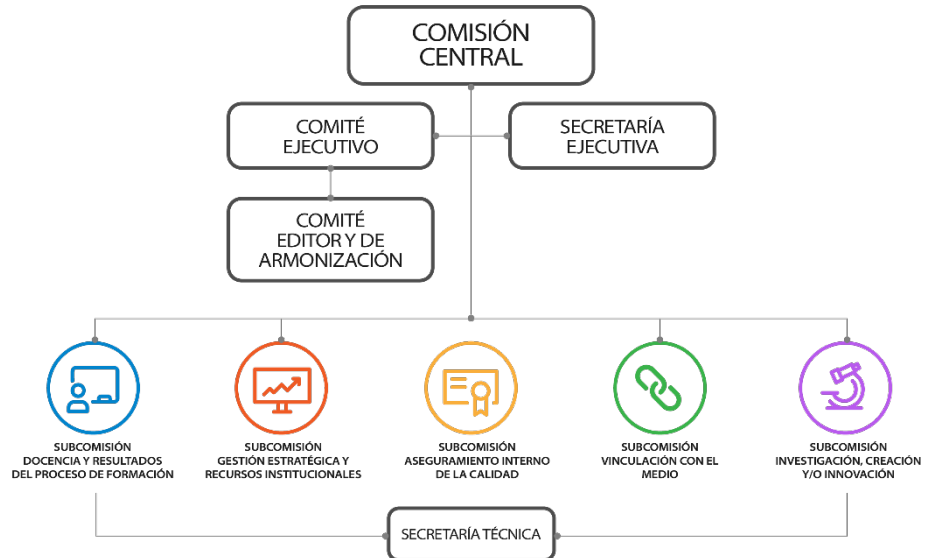 COMISIÓN
CENTRAL
COMITÉ
EJECUTIVO
SECRETARÍA
EJECUTIVA
COMITÉ
EDITOR Y DE
ARMONIZACIÓN
SUBCOMISIÓN
DOCENCIA Y RESULTADOS
DEL PROCESO DE FORMACIÓN
SUBCOMISIÓN
GESTIÓN ESTRATÉGICA Y
RECURSOS INSTITUCIONALES
SUBCOMISIÓN
ASEGURAMIENTO INTERNO
DE LA CALIDAD
SUBCOMISIÓN
VINCULACIÓN CON EL
MEDIO
SUBCOMISIÓN
INVESTIGACIÓN, CREACIÓN
Y/O INNOVACIÓN
SECRETARÍA TÉCNICA